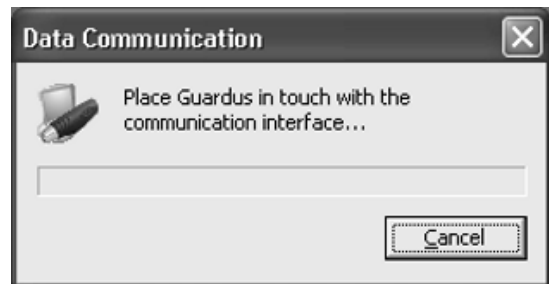 Data Communication
Place Guardus in touch with the
communication interface...
Cancel